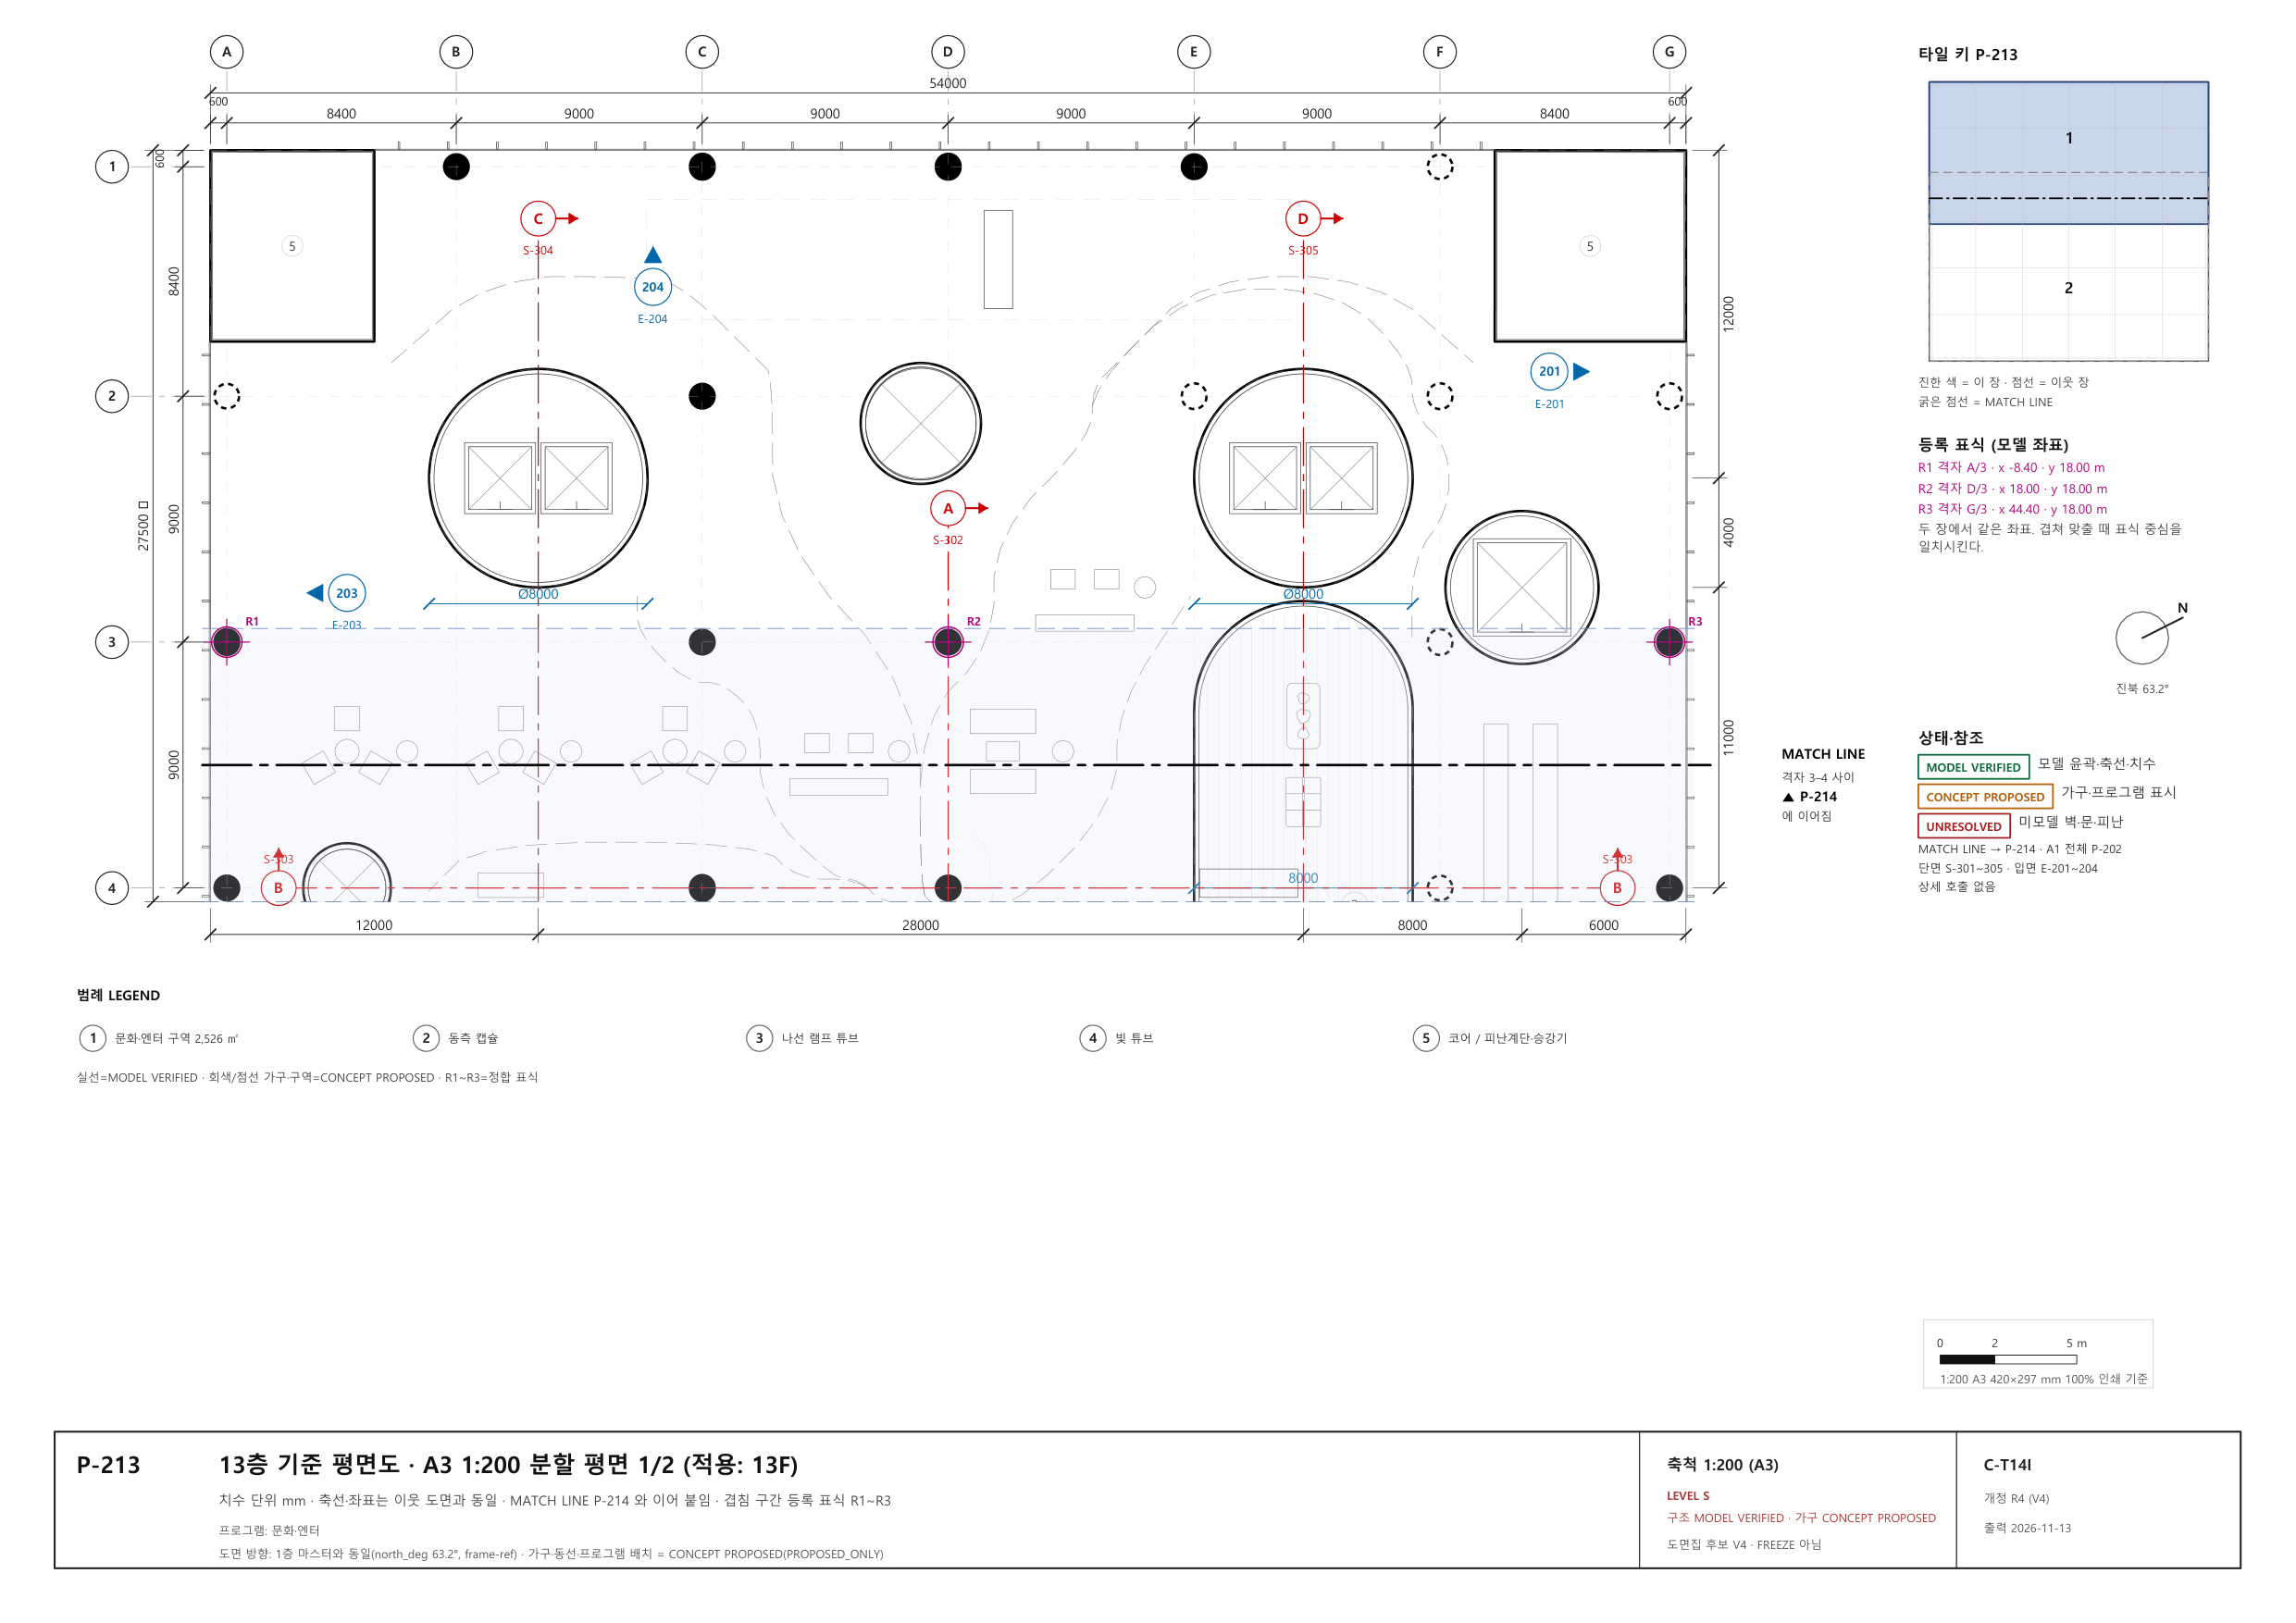 A B C D E F G
54000
600 8400 9000 9000 9000 9000 8400 600
1
2
3
4
600
8400
9000
9000
27500 □
12000
4000
11000
5
5
C
S-304
D
S-305
204
E-204
201
E-201
A
S-302
203
E-203
Ø8000
Ø8000
R1
R2
R3
S-303
B
S-303
B
8000
12000 28000 8000 6000
MATCH LINE
격자 3–4 사이
▲ P-214
에 이어짐
타일 키 P-213
1
2
진한 색 = 이 장 · 점선 = 이웃 장
굵은 점선 = MATCH LINE
등록 표식 (모델 좌표)
R1 격자 A/3 · x -8.40 · y 18.00 m
R2 격자 D/3 · x 18.00 · y 18.00 m
R3 격자 G/3 · x 44.40 · y 18.00 m
두 장에서 같은 좌표. 겹쳐 맞출 때 표식 중심을
일치시킨다.
N
진북 63.2°
상태·참조
MODEL VERIFIED 모델 윤곽·축선·치수
CONCEPT PROPOSED 가구·프로그램 표시
UNRESOLVED 미모델 벽·문·피난
MATCH LINE → P-214 · A1 전체 P-202
단면 S-301~305 · 입면 E-201~204
상세 호출 없음
범례 LEGEND
1 문화·엔터 구역 2,526 ㎡
2 동측 캡슐
3 나선 램프 튜브
4 빛 튜브
5 코어 / 피난계단·승강기
실선=MODEL VERIFIED · 회색/점선 가구·구역=CONCEPT PROPOSED · R1~R3=정합 표식
0 2 5 m
1:200 A3 420×297 mm 100% 인쇄 기준
P-213
13층 기준 평면도 · A3 1:200 분할 평면 1/2 (적용: 13F)
치수 단위 mm · 축선·좌표는 이웃 도면과 동일 · MATCH LINE P-214 와 이어 붙임 · 겹침 구간 등록 표식 R1~R3
프로그램: 문화·엔터
도면 방향: 1층 마스터와 동일(north_deg 63.2°, frame-ref) · 가구·동선·프로그램 배치 = CONCEPT PROPOSED(PROPOSED_ONLY)
축척 1:200 (A3)
LEVEL S
구조 MODEL VERIFIED · 가구 CONCEPT PROPOSED
도면집 후보 V4 · FREEZE 아님
C-T14I
개정 R4 (V4)
출력 2026-11-13